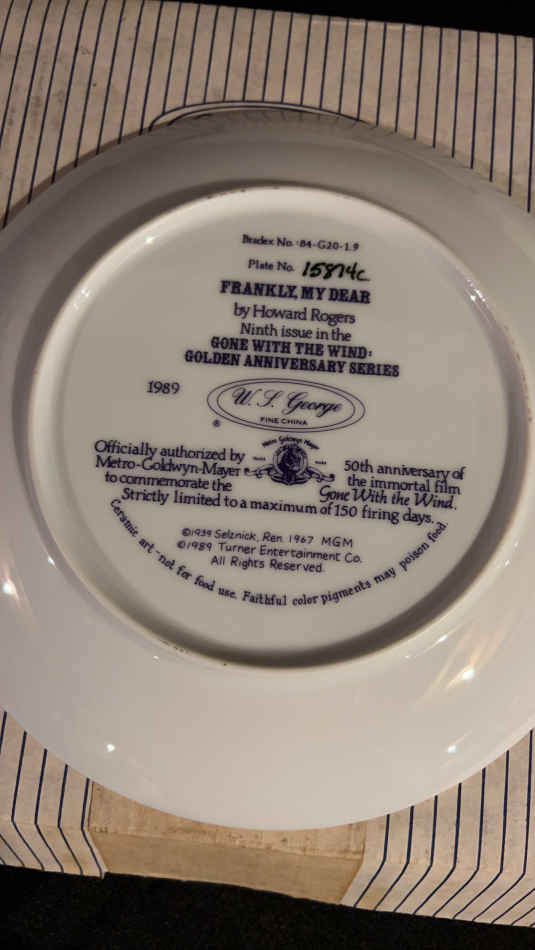 Bradex No. 84-G20-1.9
Plate No. 15874c
FRANKLY, MY DEAR
by Howard Rogers
Ninth issue in the
GONE WITH THE WIND:
GOLDEN ANNIVERSARY SERIES
1989
W. S. George
FINE CHINA
®
Metro Goldwyn Mayer
TRADE MARK
Officially authorized by
Metro-Goldwyn-Mayer
to commemorate the
50th anniversary of
the immortal film
Gone With the Wind.
Strictly limited to a maximum of 150 firing days.
©1939 Selznick, Ren. 1967 MGM
©1989 Turner Entertainment Co.
All Rights Reserved.
Ceramic art-not for food use. Faithful color pigments may poison food.